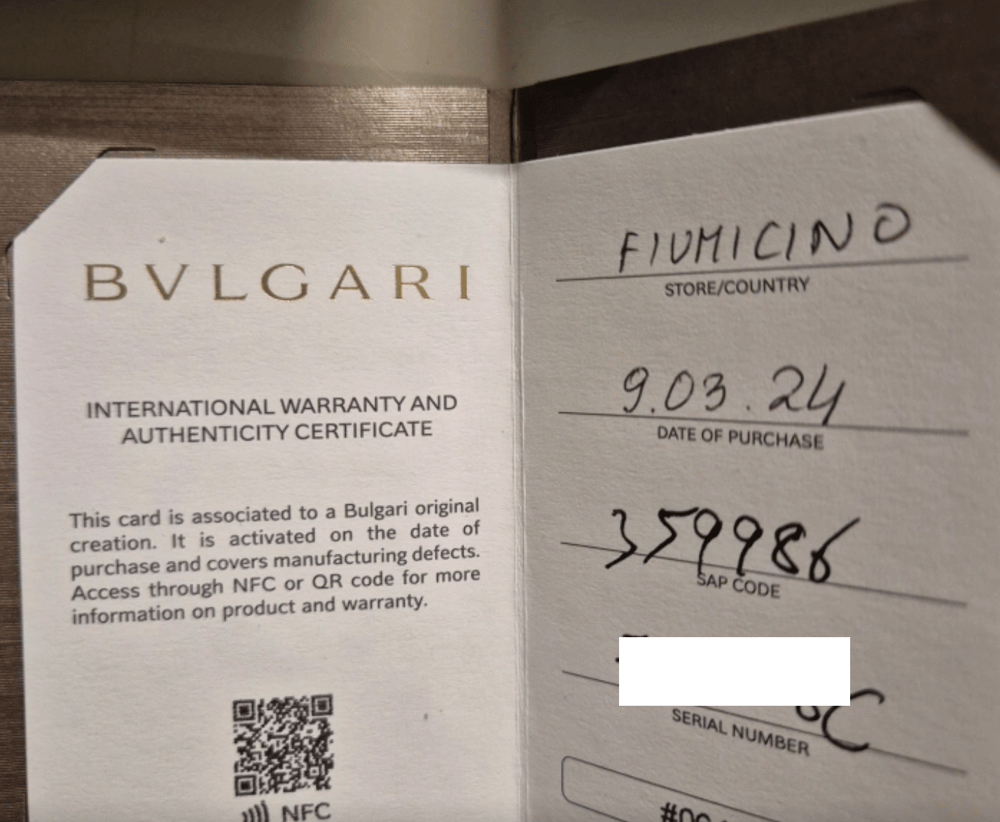 BVLGARI
INTERNATIONAL WARRANTY AND
AUTHENTICITY CERTIFICATE
This card is associated to a Bulgari original
creation. It is activated on the date of
purchase and covers manufacturing defects.
Access through NFC or QR code for more
information on product and warranty.
NFC
FIUMICINO
STORE/COUNTRY
9.03.24
DATE OF PURCHASE
359986
SAP CODE
SERIAL NUMBER